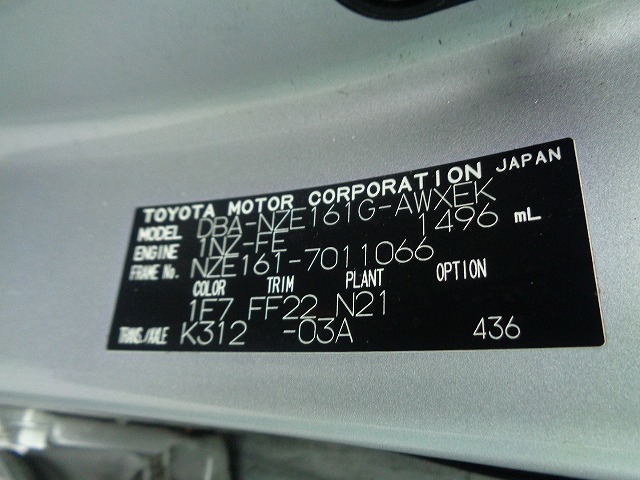 TOYOTA MOTOR CORPORATION JAPAN
MODEL DBA-NZE161G-AWXEK
ENGINE 1NZ-FE 1496 mL
FRAME No. NZE161-7011066
COLOR TRIM PLANT OPTION
1E7 FF22 N21
TRANS./AXLE K312 -03A 436